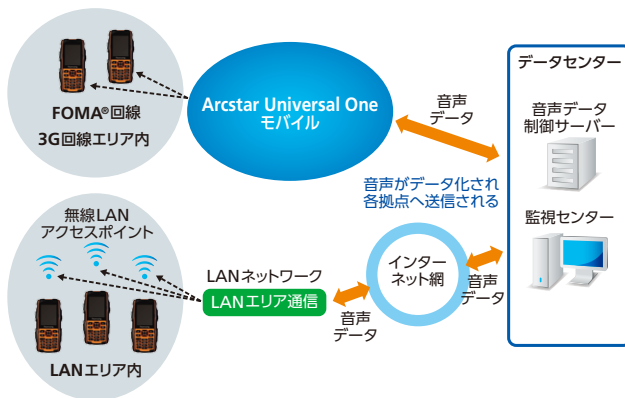 FOMA®回線
3G回線エリア内
Arcstar Universal One
モバイル
音声
データ
データセンター
音声データ
制御サーバー
監視センター
音声がデータ化され
各拠点へ送信される
無線LAN
アクセスポイント
LANエリア内
LANネットワーク
LANエリア通信
音声
データ
インター
ネット網
音声
データ